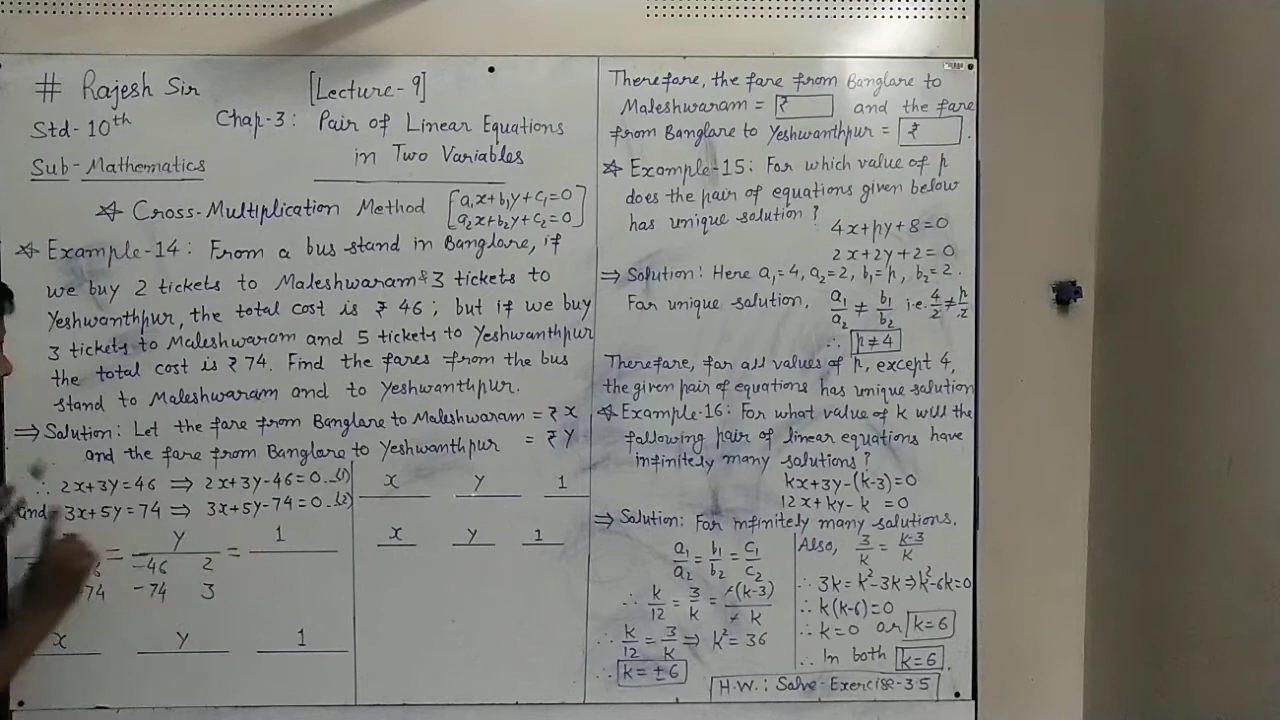 # Rajesh Sir
[Lecture-9]
Std-10th
Chap-3: Pair of Linear Equations
in Two Variables
Sub-Mathematics
☆ Cross-Multiplication Method [a₁x+b₁y+c₁=0
a₂x+b₂y+c₂=0]
☆ Example-14: From a bus stand in Banglore, if
we buy 2 tickets to Maleshwaram & 3 tickets to
Yeshwanthpur, the total cost is ₹ 46; but if we buy
3 tickets to Maleshwaram and 5 tickets to Yeshwanthpur
the total cost is ₹ 74. Find the fares from the bus
stand to Maleshwaram and to Yeshwanthpur.
⇒ Solution: Let the fare from Banglore to Maleshwaram = ₹ x
and the fare from Banglore to Yeshwanthpur = ₹ y
∴ 2x+3y=46 ⇒ 2x+3y-46=0 -(1)
and 3x+5y=74 ⇒ 3x+5y-74=0 -(2)
= y = 1
-46 2
-74 -74 3
x y 1
x y 1
x y 1
Therefore, the fare from Banglore to
Maleshwaram = ₹ and the fare
from Banglore to Yeshwanthpur = ₹ .
☆ Example-15: For which value of p
does the pair of equations given below
has unique solution?
4x+py+8=0
2x+2y+2=0
⇒ Solution: Here a₁=4, a₂=2, b₁=p, b₂=2.
For unique solution, a₁/a₂ ≠ b₁/b₂ i.e. 4/2 ≠ p/2
∴ p≠4
Therefore, for all values of p, except 4,
the given pair of equations has unique solution
☆ Example-16: For what value of k will the
following pair of linear equations have
infinitely many solutions?
kx+3y-(k-3)=0
12x+ky-k=0
⇒ Solution: For infinitely many solutions,
a₁/a₂ = b₁/b₂ = c₁/c₂
∴ k/12 = 3/k = -(k-3)/-k
∴ k/12 = 3/k ⇒ k²=36
∴ k=±6
Also, 3/k = k-3/k
∴ 3k=k²-3k⇒k²-6k=0
∴ k(k-6)=0
∴ k=0 or k=6
∴ In both k=6.
H.W.: Solve-Exercise-3.5